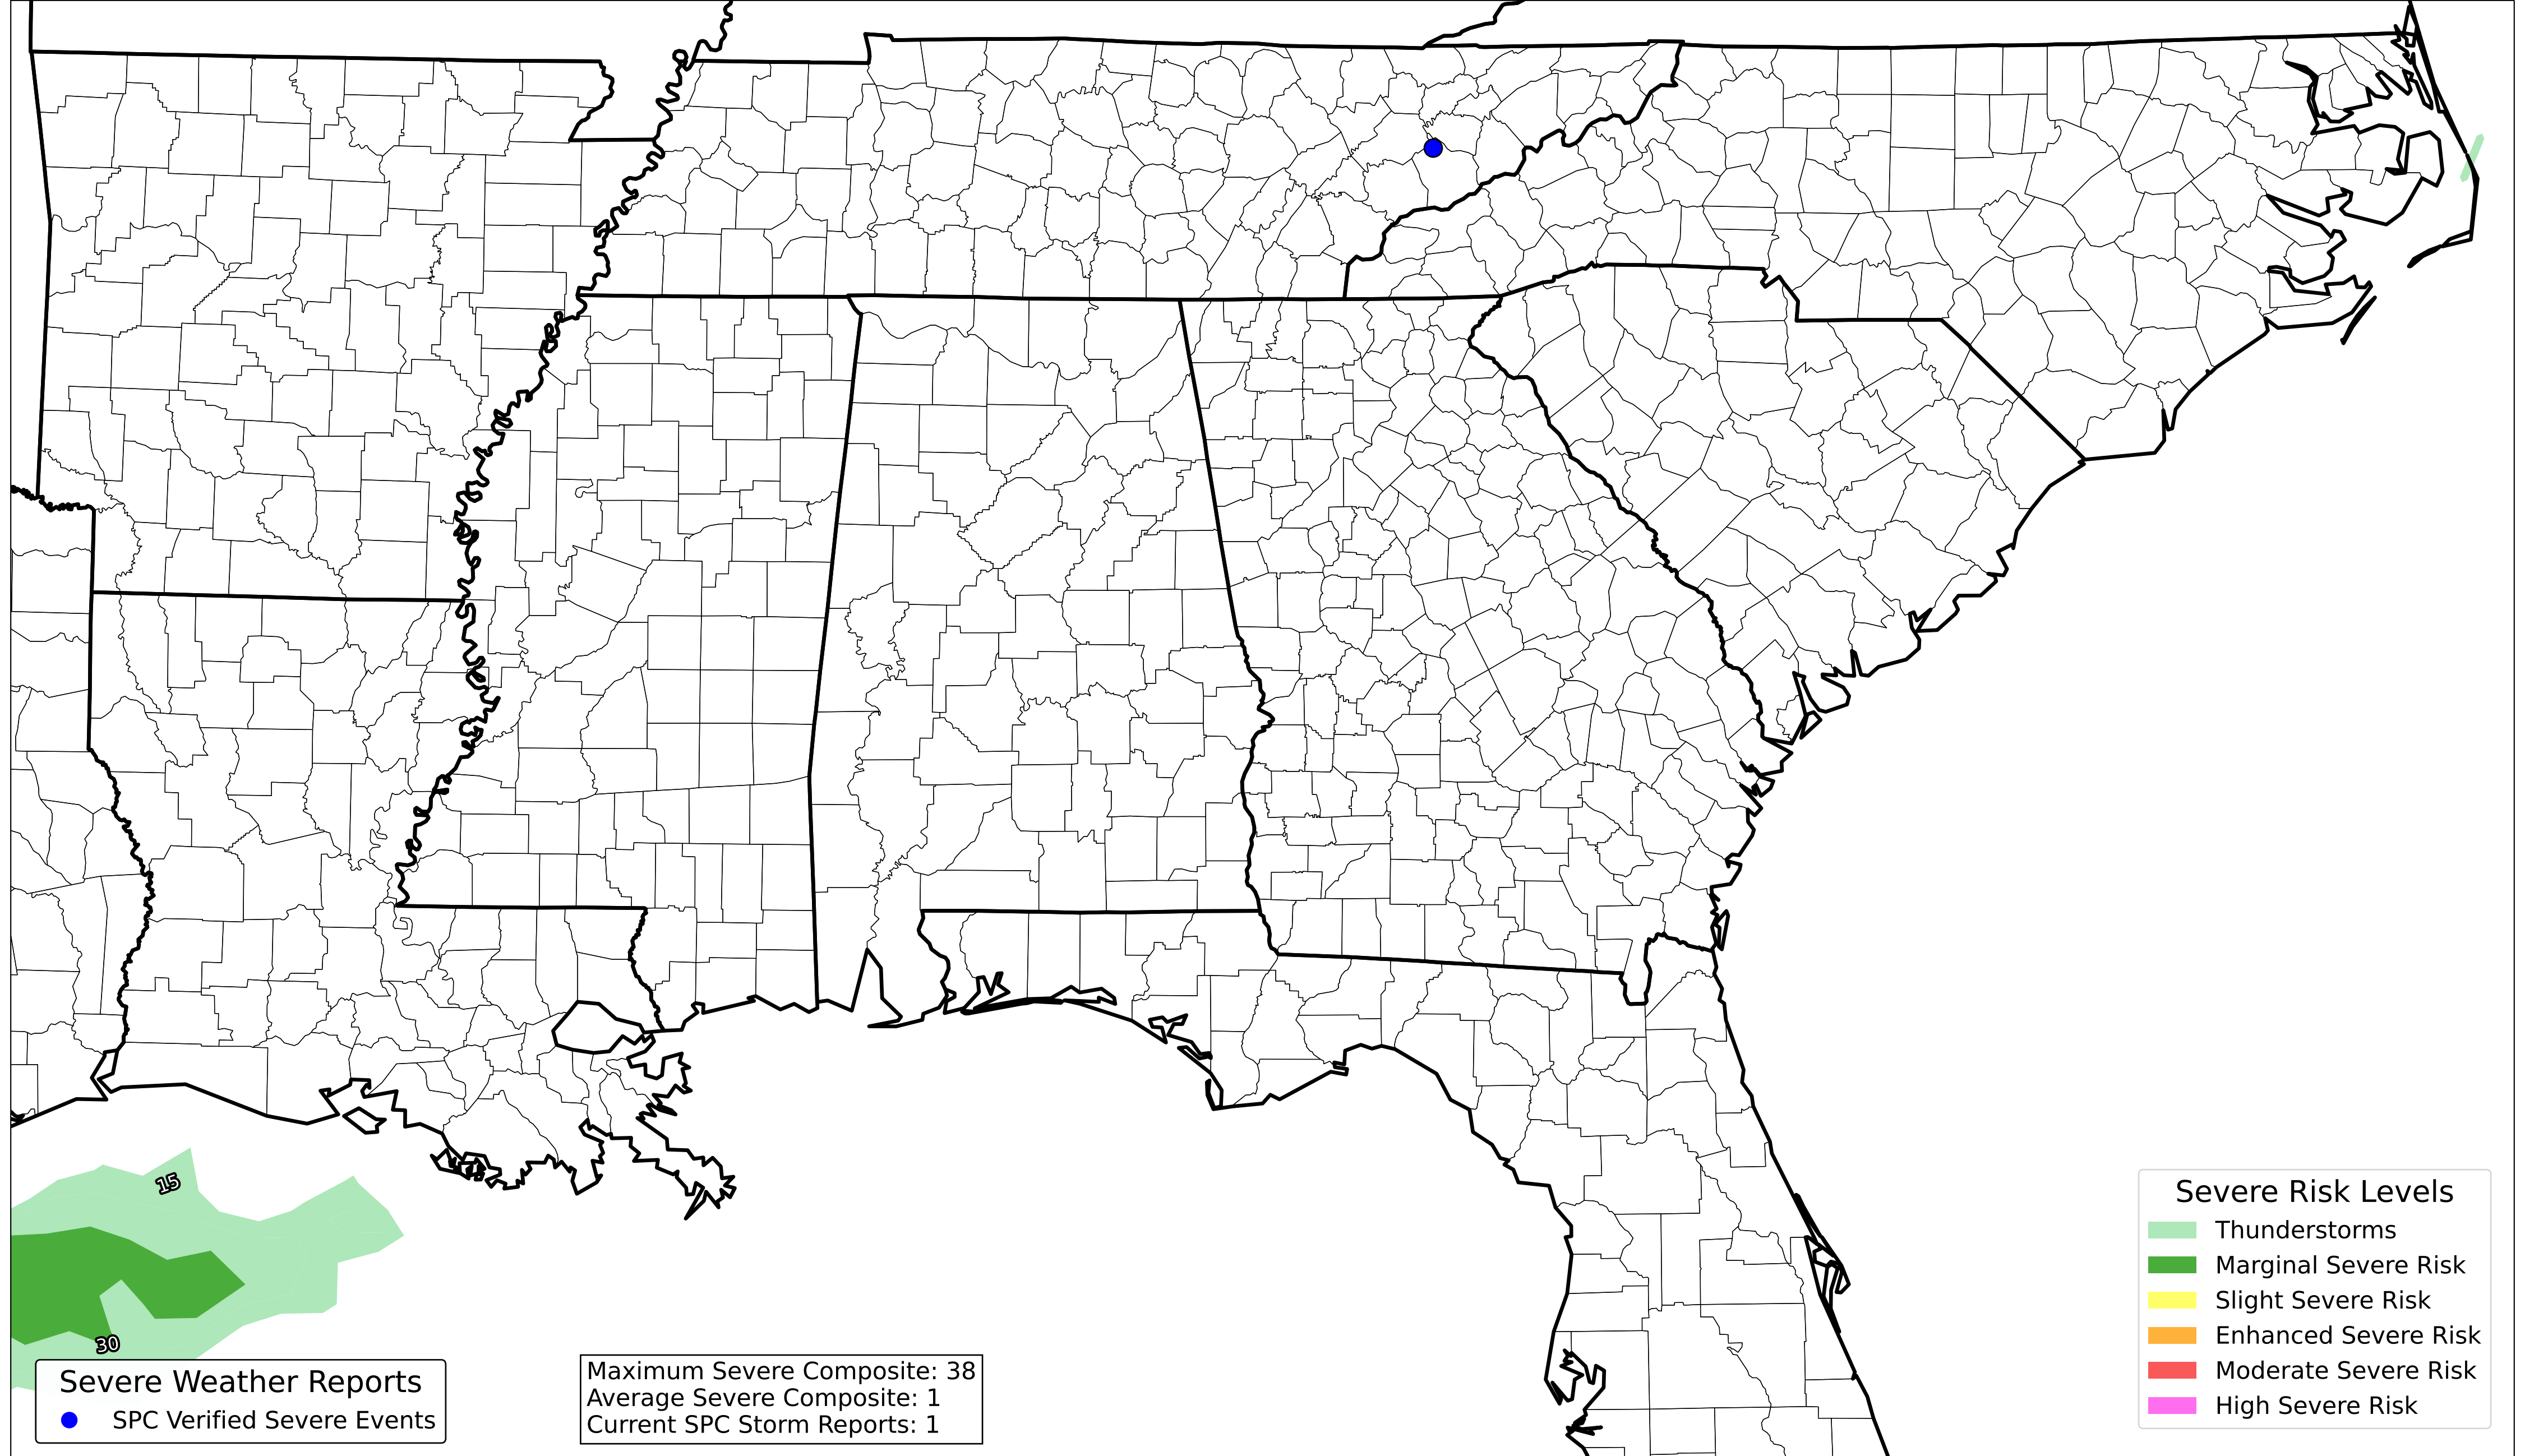 15
30
Severe Weather Reports
SPC Verified Severe Events
Maximum Severe Composite: 38
Average Severe Composite: 1
Current SPC Storm Reports: 1
Severe Risk Levels
Thunderstorms
Marginal Severe Risk
Slight Severe Risk
Enhanced Severe Risk
Moderate Severe Risk
High Severe Risk